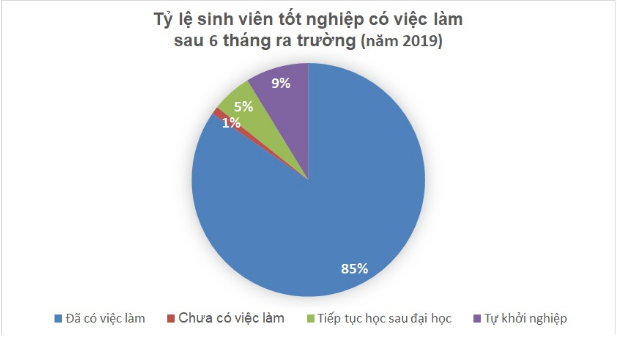 Tỷ lệ sinh viên tốt nghiệp có việc làm
sau 6 tháng ra trường (năm 2019)
9%
5%
1%
85%
Đã có việc làm Chưa có việc làm Tiếp tục học sau đại học Tự khởi nghiệp